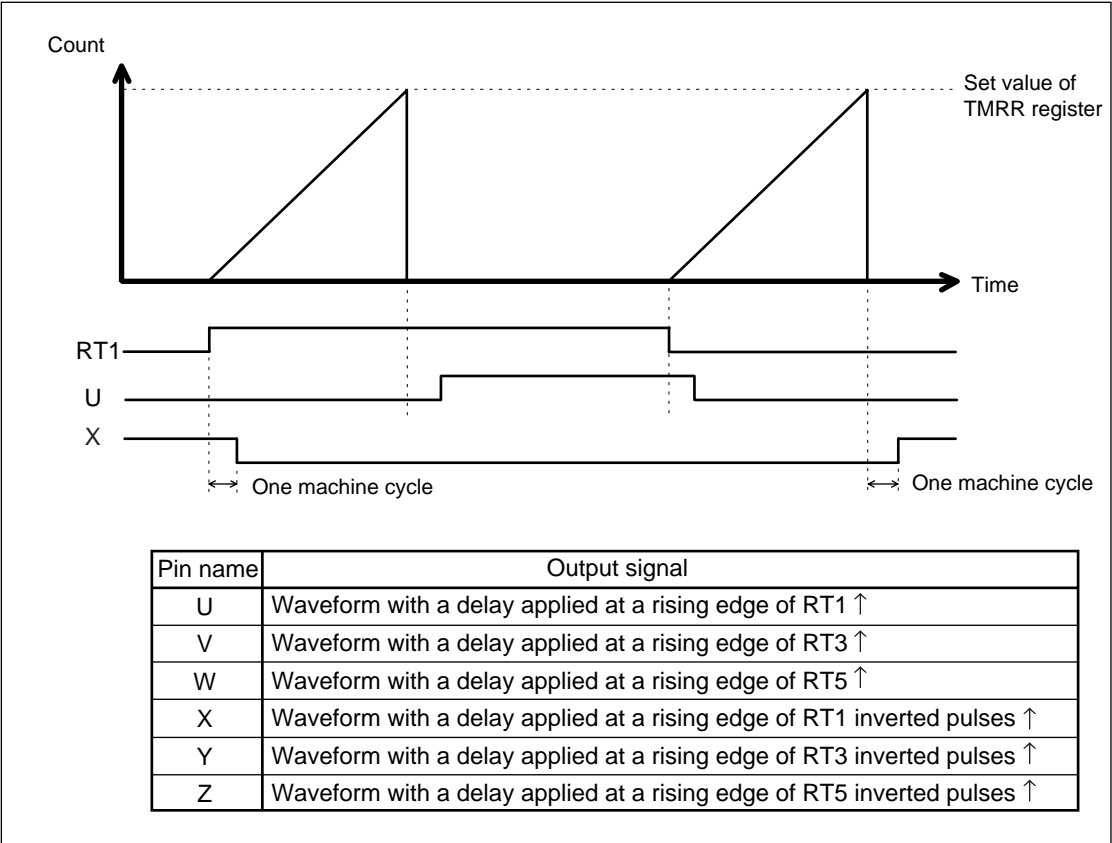 Count
Set value of
TMRR register
Time
RT1
U
X
One machine cycle
One machine cycle
Pin name Output signal
U Waveform with a delay applied at a rising edge of RT1 ↑
V Waveform with a delay applied at a rising edge of RT3 ↑
W Waveform with a delay applied at a rising edge of RT5 ↑
X Waveform with a delay applied at a rising edge of RT1 inverted pulses ↑
Y Waveform with a delay applied at a rising edge of RT3 inverted pulses ↑
Z Waveform with a delay applied at a rising edge of RT5 inverted pulses ↑